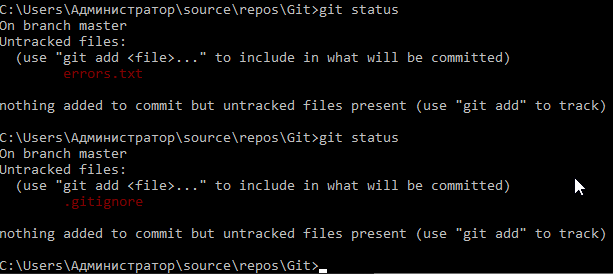 C:\Users\Администратор\source\repos\Git>git status
On branch master
Untracked files:
  (use "git add <file>..." to include in what will be committed)
        errors.txt
nothing added to commit but untracked files present (use "git add" to track)
C:\Users\Администратор\source\repos\Git>git status
On branch master
Untracked files:
  (use "git add <file>..." to include in what will be committed)
        .gitignore
nothing added to commit but untracked files present (use "git add" to track)
C:\Users\Администратор\source\repos\Git>